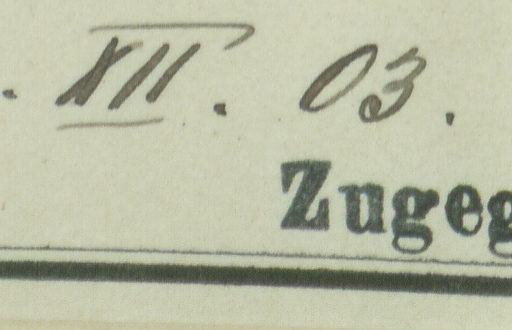 . XII. 03.
Zugeg